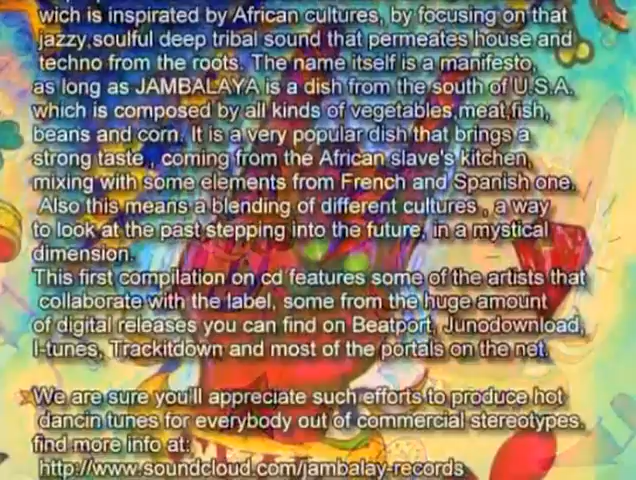 wich is inspirated by African cultures, by focusing on that
jazzy,soulful deep tribal sound that permeates house and
techno from the roots. The name itself is a manifesto,
as long as JAMBALAYA is a dish from the south of U.S.A.
which is composed by all kinds of vegetables,meat,fish,
beans and corn. It is a very popular dish that brings a
strong taste , coming from the African slave's kitchen,
mixing with some elements from French and Spanish one.
Also this means a blending of different cultures , a way
to look at the past stepping into the future, in a mystical
dimension.
This first compilation on cd features some of the artists that
collaborate with the label, some from the huge amount
of digital releases you can find on Beatport, Junodownload,
I-tunes, Trackitdown and most of the portals on the net.
We are sure you'll appreciate such efforts to produce hot
dancin tunes for everybody out of commercial stereotypes.
find more info at:
http://www.soundcloud.com/jambalay-records